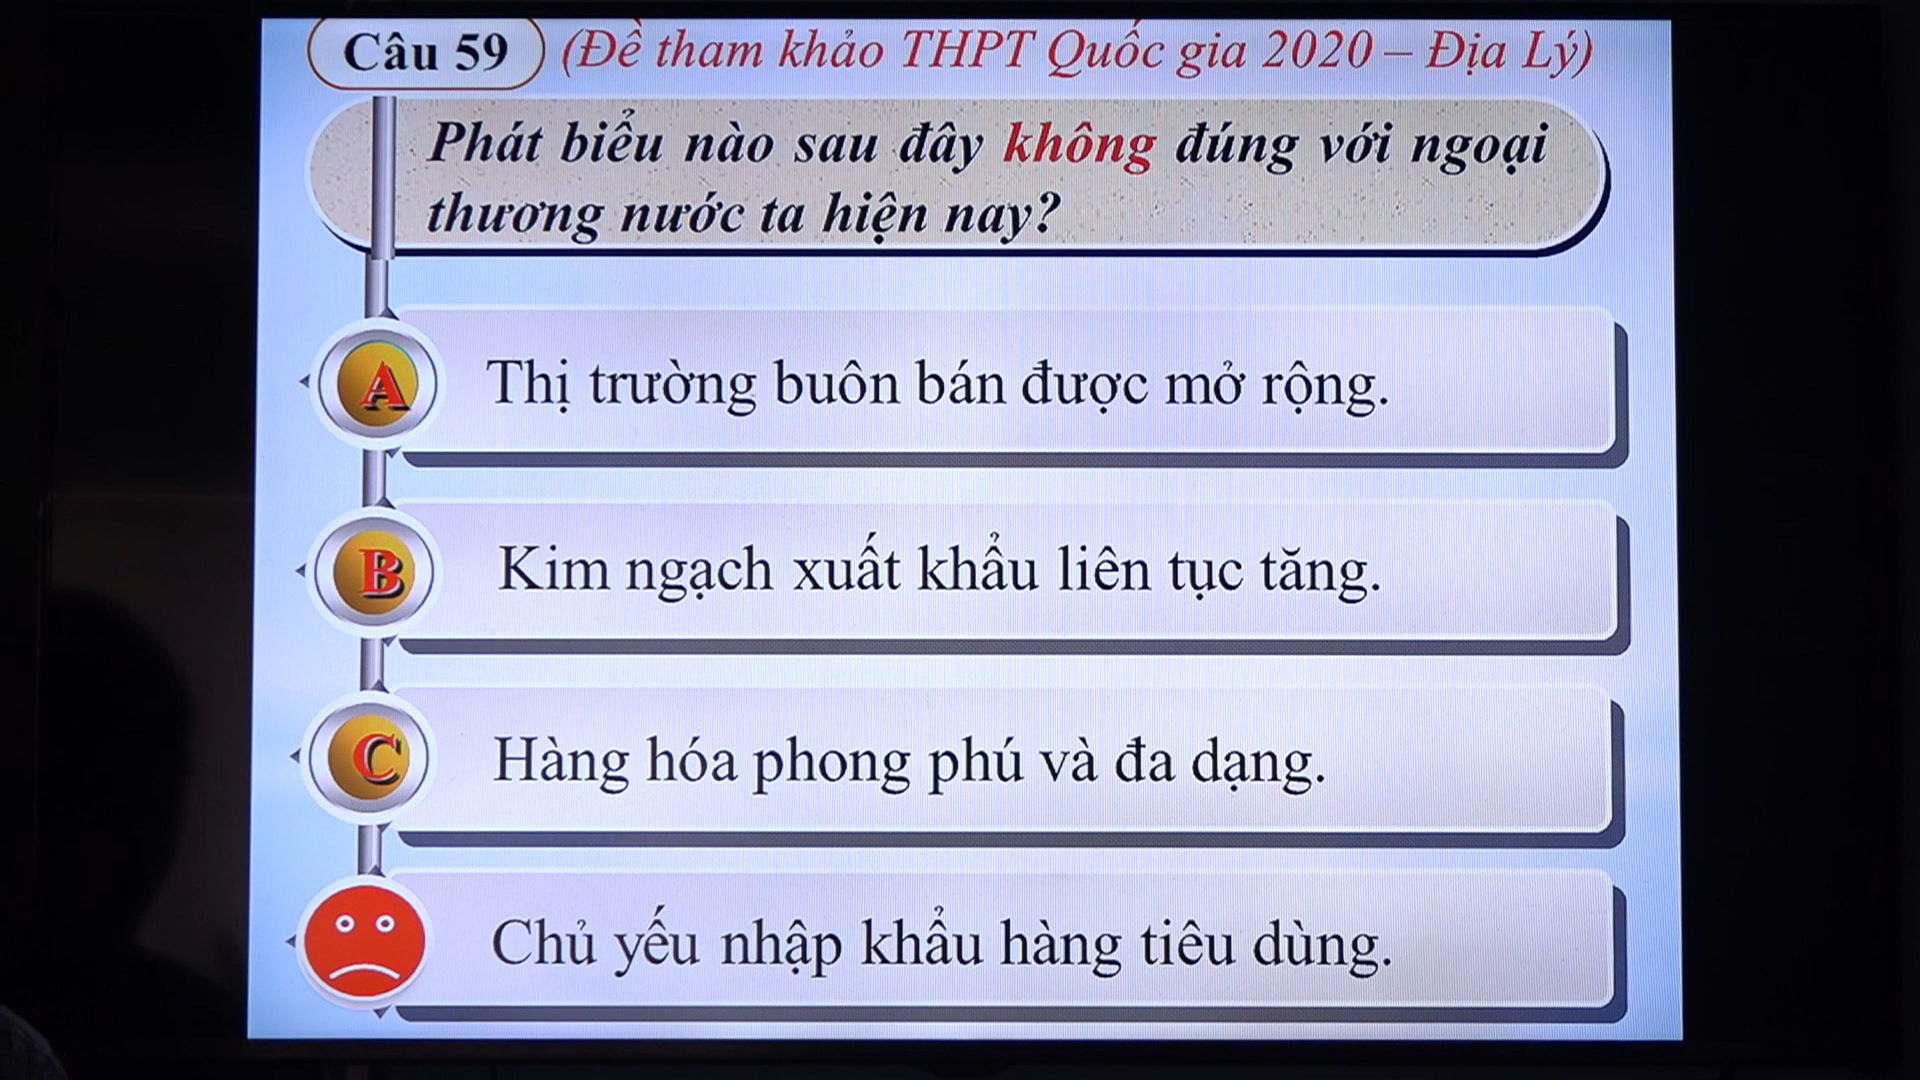 Câu 59 (Đề tham khảo THPT Quốc gia 2020 – Địa Lý)
Phát biểu nào sau đây không đúng với ngoại
thương nước ta hiện nay?
A Thị trường buôn bán được mở rộng.
B Kim ngạch xuất khẩu liên tục tăng.
C Hàng hóa phong phú và đa dạng.
Chủ yếu nhập khẩu hàng tiêu dùng.